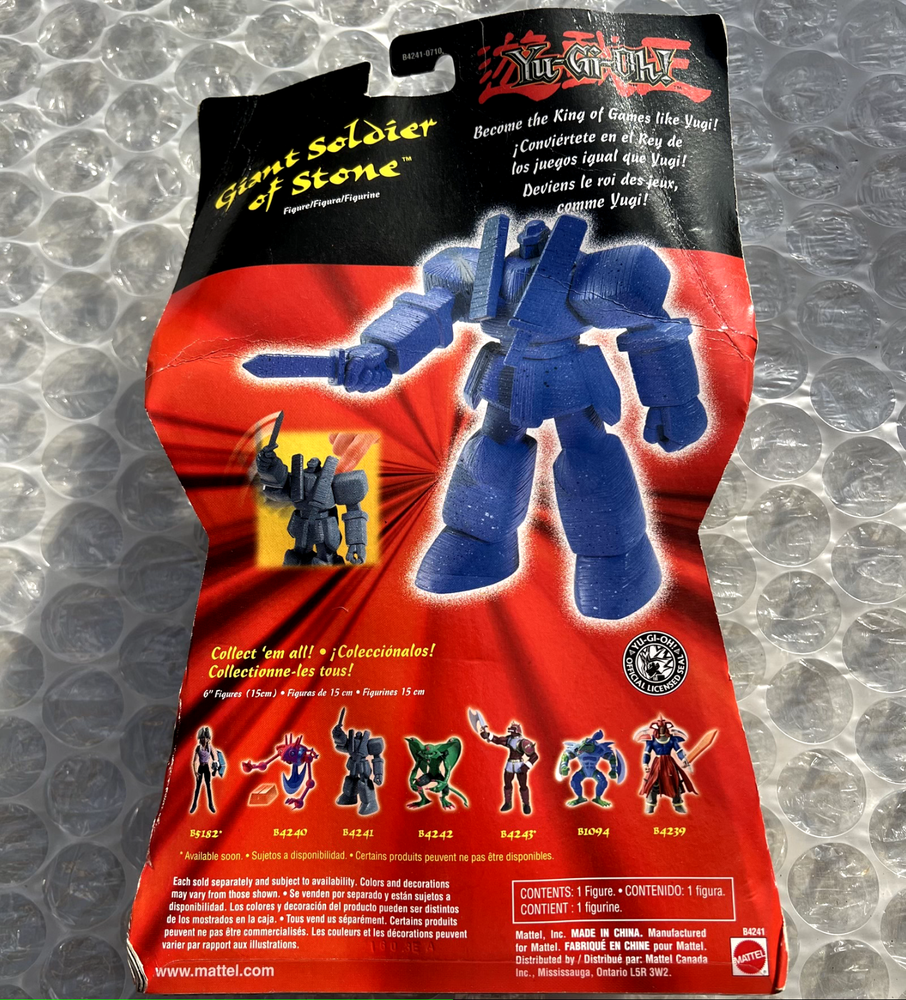 B4241-0710
遊戯王
Yu-Gi-Oh!
Giant Soldier
of Stone™
Figure/Figura/Figurine
Become the King of Games like Yugi!
¡Conviértete en el Rey de
los juegos igual que Yugi!
Deviens le roi des jeux,
comme Yugi!
Collect 'em all! • ¡Colecciónalos!
Collectionne-les tous!
6" Figures (15cm) • Figuras de 15 cm • Figurines 15 cm
YU-GI-OH!
OFFICIAL LICENSED SEAL
B5182* B4240 B4241 B4242 B4243* B1094 B4239
* Available soon. • Sujetos a disponibilidad. • Certains produits peuvent ne pas être disponibles.
Each sold separately and subject to availability. Colors and decorations
may vary from those shown. • Se venden por separado y están sujetos a
disponibilidad. Los colores y decoración del producto pueden ser distintos
de los mostrados en la caja. • Tous vend us séparément. Certains produits
peuvent ne pas être commercialisés. Les couleurs et les décorations peuvent
varier par rapport aux illustrations.
www.mattel.com
CONTENTS: 1 Figure. • CONTENIDO: 1 figura.
CONTIENT : 1 figurine.
Mattel, Inc. MADE IN CHINA. Manufactured
for Mattel. FABRIQUÉ EN CHINE pour Mattel.
Distributed by / Distribué par: Mattel Canada
Inc., Mississauga, Ontario L5R 3W2.
B4241
MATTEL